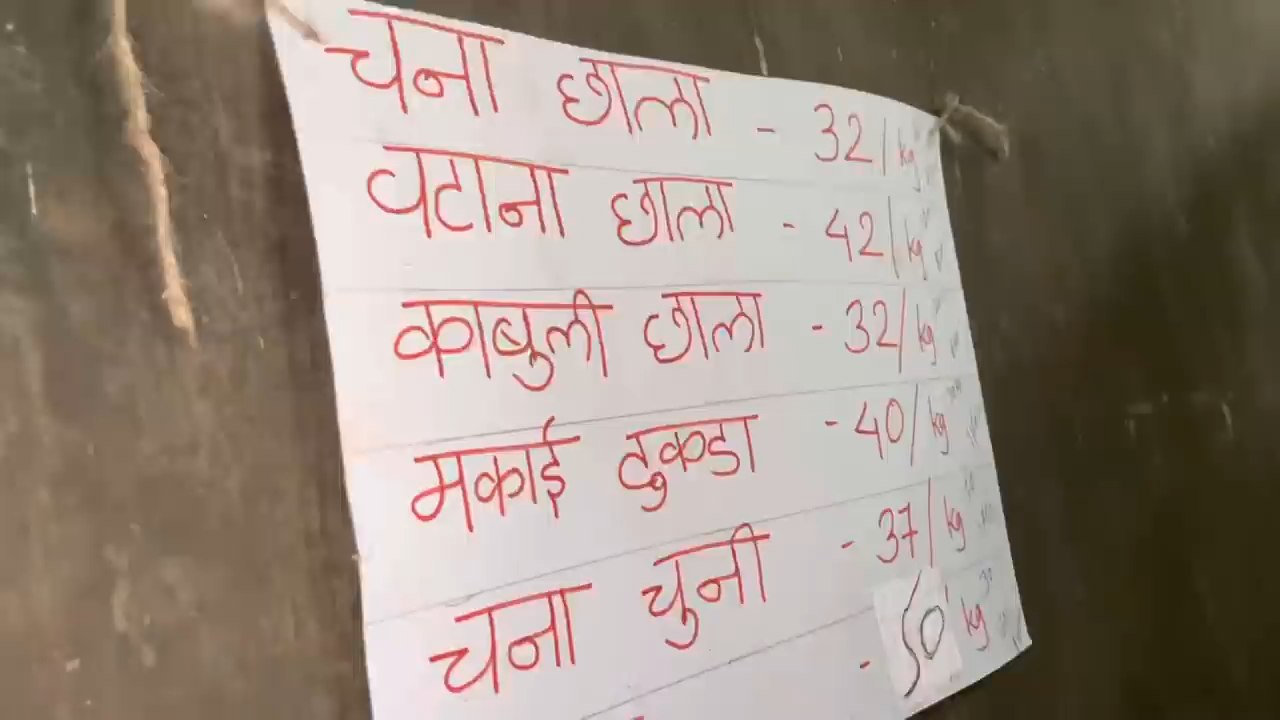 चना छाला - 32/kg
वटाना छाला - 42/kg
काबुली छाला - 32/kg
मकाई टुकडा - 40/kg
चना चुनी - 37/kg
- 50 kg